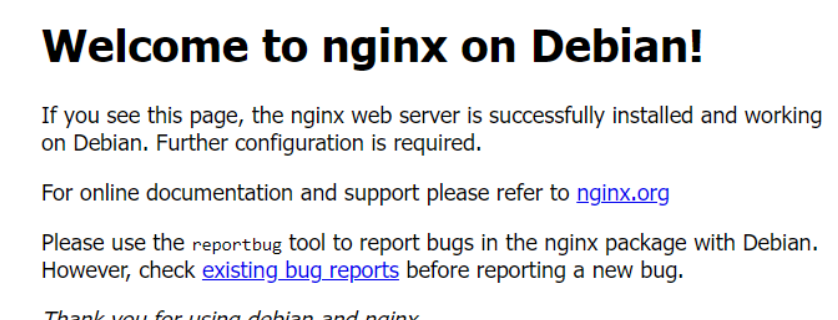 Welcome to nginx on Debian!
If you see this page, the nginx web server is successfully installed and working
on Debian. Further configuration is required.
For online documentation and support please refer to nginx.org
Please use the reportbug tool to report bugs in the nginx package with Debian.
However, check existing bug reports before reporting a new bug.
Thank you for using debian and nginx.